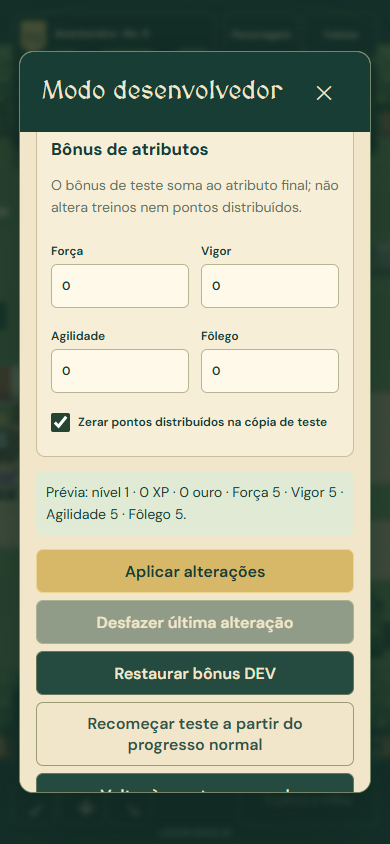 Modo desenvolvedor
Bônus de atributos
O bônus de teste soma ao atributo final; não
altera treinos nem pontos distribuídos.
Força Vigor
0 0
Agilidade Fôlego
0 0
Zerar pontos distribuídos na cópia de teste
Prévia: nível 1 · 0 XP · 0 ouro · Força 5 · Vigor 5 ·
Agilidade 5 · Fôlego 5.
Aplicar alterações
Desfazer última alteração
Restaurar bônus DEV
Recomeçar teste a partir do
progresso normal